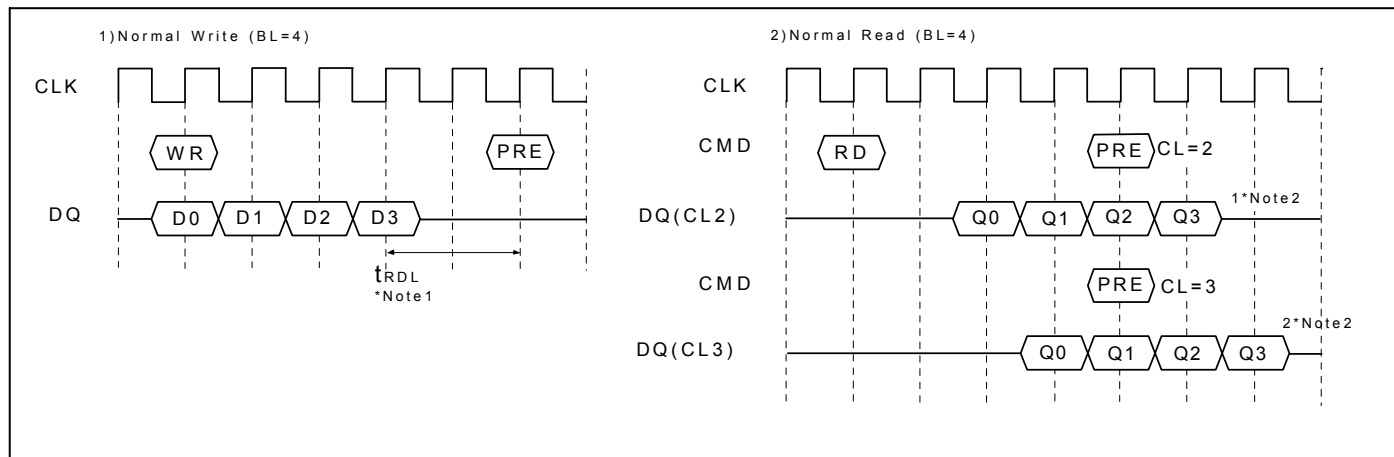 1)Normal Write (BL=4)
CLK
WR PRE
DQ D0 D1 D2 D3
tRDL
*Note1
2)Normal Read (BL=4)
CLK
CMD RD PRE CL=2
DQ(CL2) Q0 Q1 Q2 Q3 1*Note2
CMD PRE CL=3
DQ(CL3) Q0 Q1 Q2 Q3 2*Note2